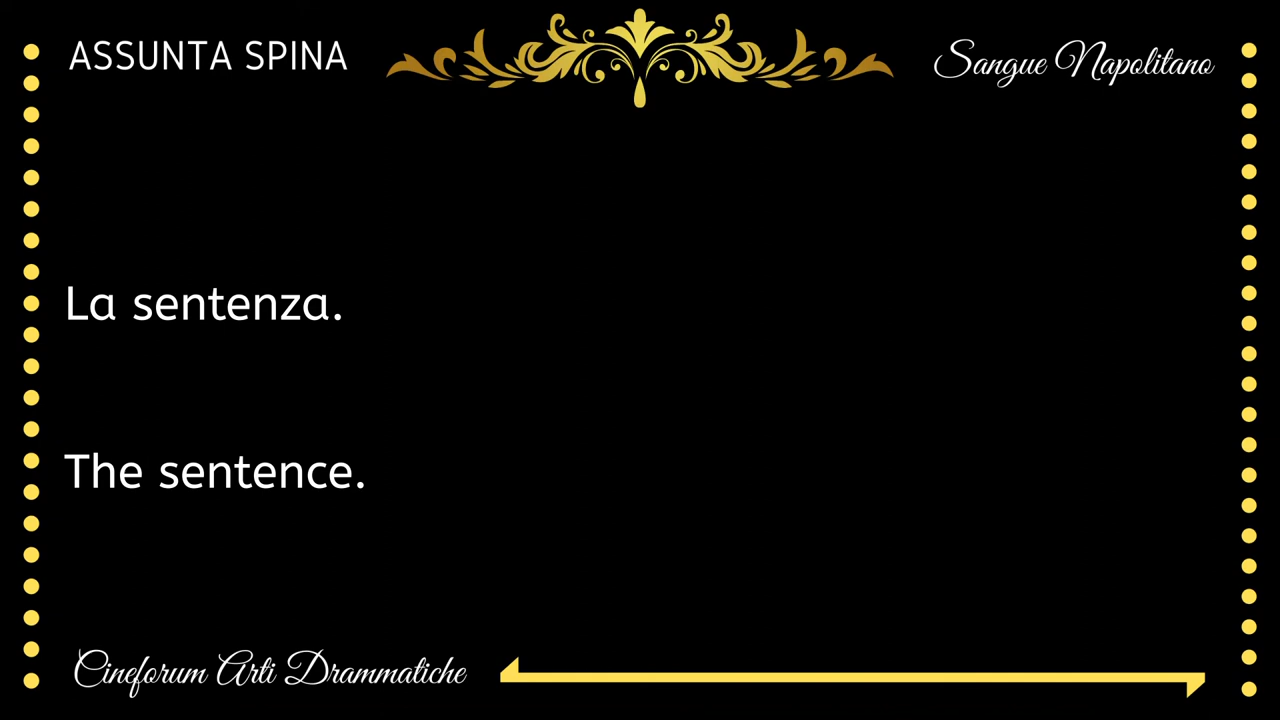 ASSUNTA SPINA
Sangue Napolitano
La sentenza.
The sentence.
Cineforum Arti Drammatiche